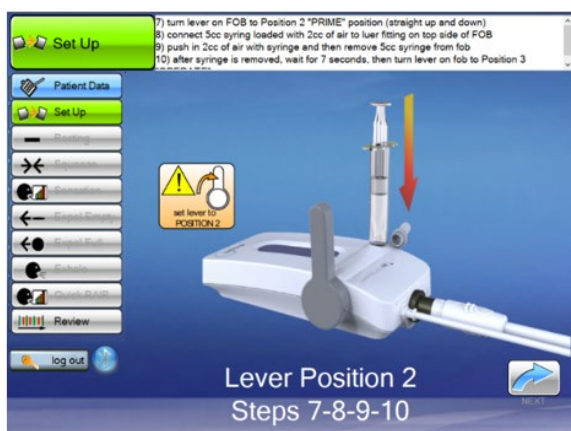 Set Up
7) turn lever on FOB to Position 2 "PRIME" position (straight up and down)
8) connect 5cc syring loaded with 2cc of air to luer fitting on top side of FOB
9) push in 2cc of air with syringe and then remove 5cc syringe from fob
10) after syringe is removed, wait for 7 seconds, then turn lever on fob to Position 3
Patient Data
Set Up
Resting
Squeeze
Sensation
Expel Empty
Expel Full
Exhale
Quick RAIR
Review
log out
set lever to
POSITION 2
Lever Position 2
Steps 7-8-9-10
NEXT